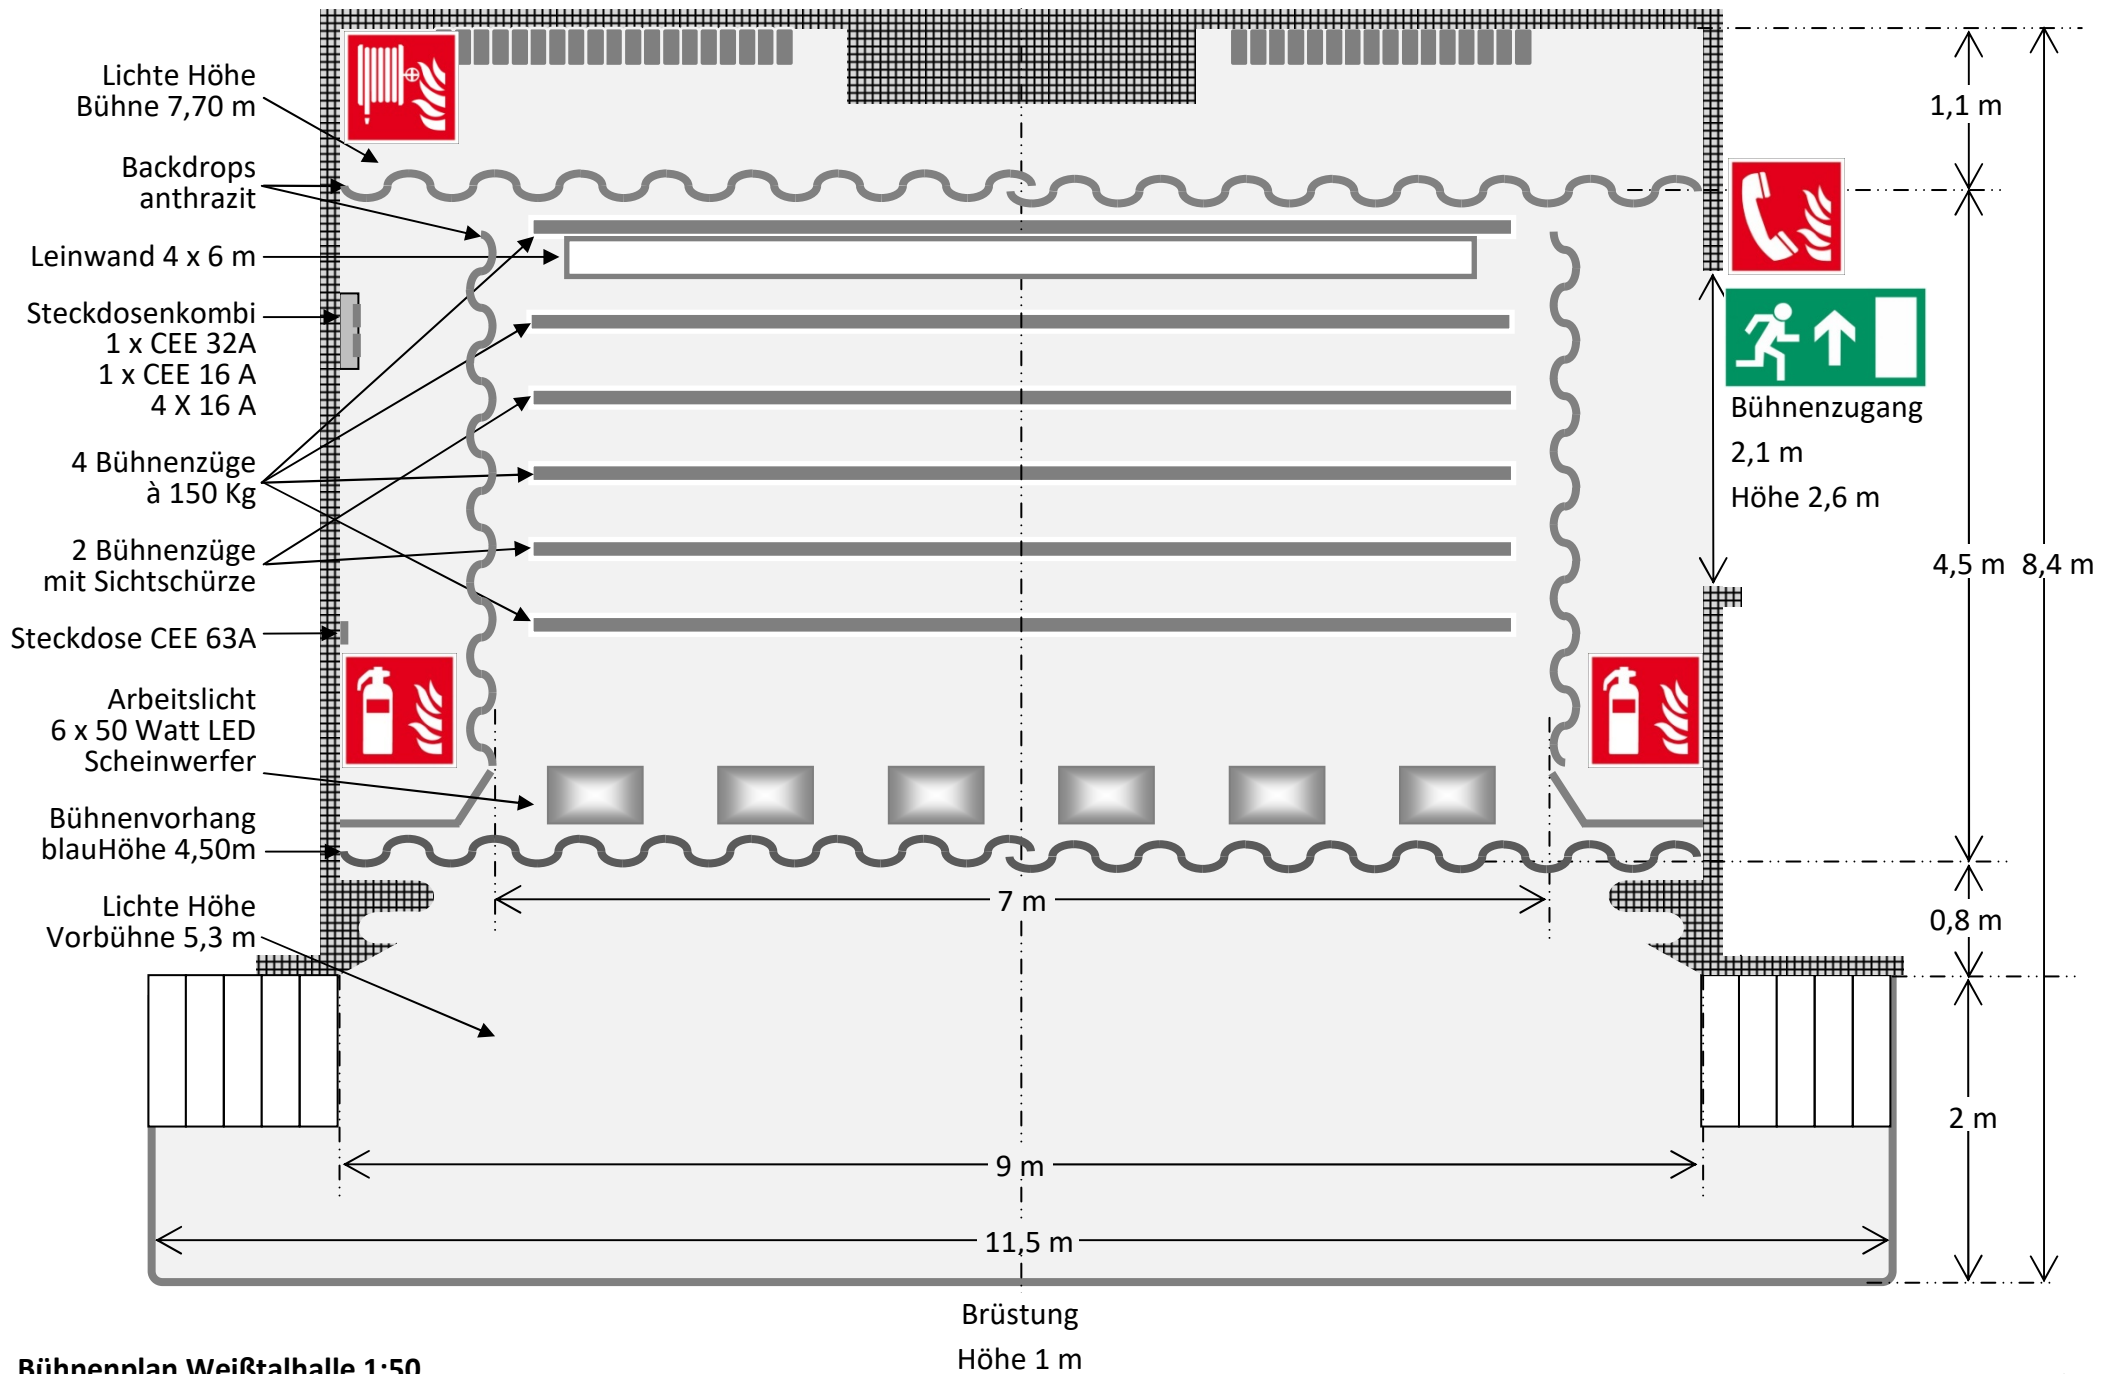 Lichte Höhe
Bühne 7,70 m
Backdrops
anthrazit
Leinwand 4 x 6 m
Steckdosenkombi
1 x CEE 32A
1 x CEE 16 A
4 X 16 A
4 Bühnenzüge
à 150 Kg
2 Bühnenzüge
mit Sichtschürze
Steckdose CEE 63A
Arbeitslicht
6 x 50 Watt LED
Scheinwerfer
Bühnenvorhang
blauHöhe 4,50m
Lichte Höhe
Vorbühne 5,3 m
1,1 m
Bühnenzugang
2,1 m
Höhe 2,6 m
4,5 m
8,4 m
7 m
0,8 m
2 m
9 m
11,5 m
Brüstung
Höhe 1 m
Bühnenplan Weißtalhalle 1:50